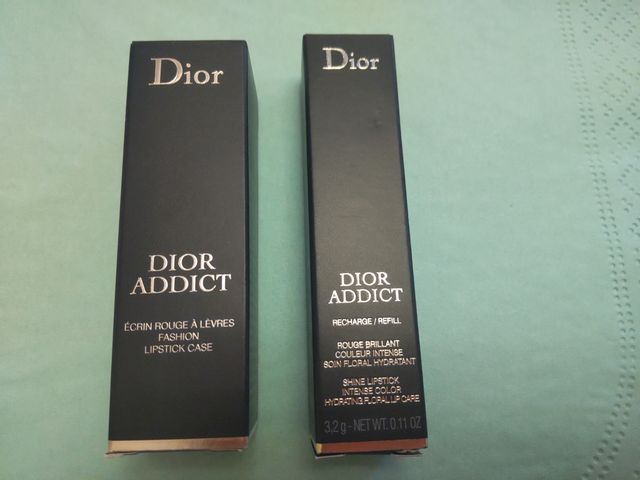 Dior
DIOR
ADDICT
ÉCRIN ROUGE À LÈVRES
FASHION
LIPSTICK CASE
Dior
DIOR
ADDICT
RECHARGE / REFILL
ROUGE BRILLANT
COULEUR INTENSE
SOIN FLORAL HYDRATANT
SHINE LIPSTICK
INTENSE COLOR
HYDRATING FLORAL LIP CARE
3,2 g - NET WT. 0.11 OZ